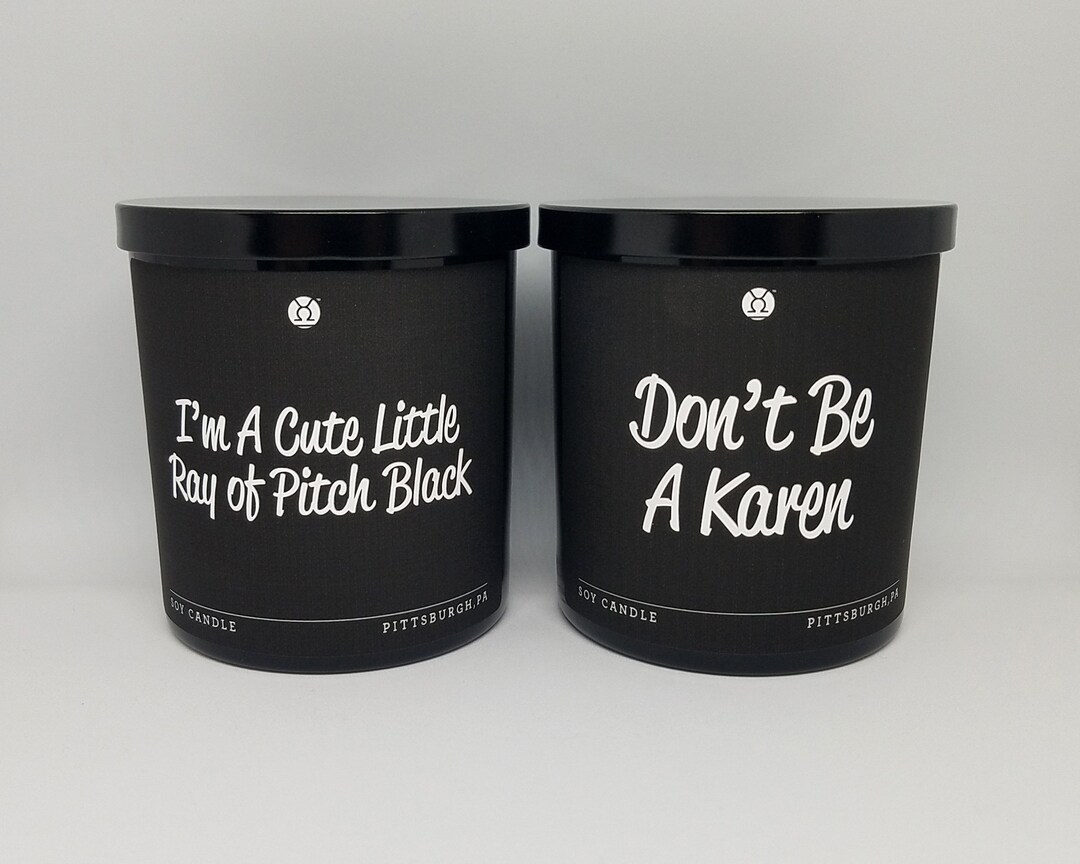 I'm A Cute Little
Ray of Pitch Black
SOY CANDLE
PITTSBURGH, PA
Don't Be
A Karen
SOY CANDLE
PITTSBURGH, PA